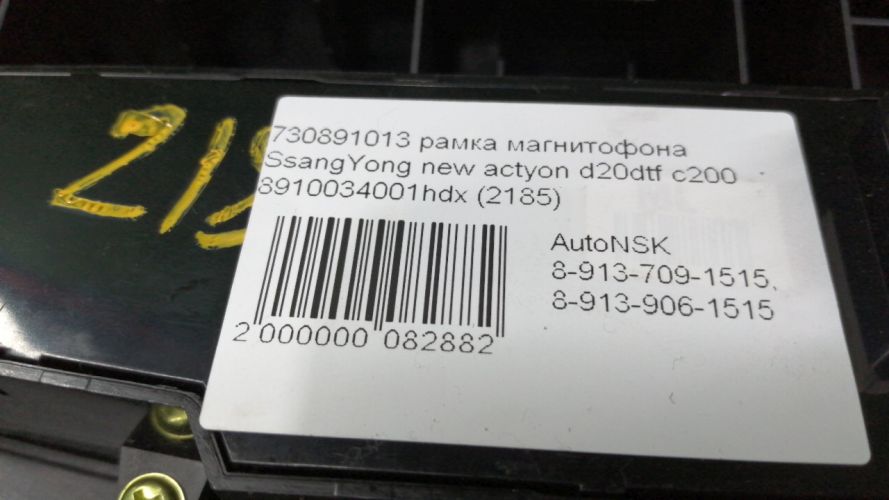 730891013 рамка магнитофона
SsangYong new actyon d20dtf c200
8910034001hdx (2185)
AutoNSK
8-913-709-1515,
8-913-906-1515
2 000000 082882